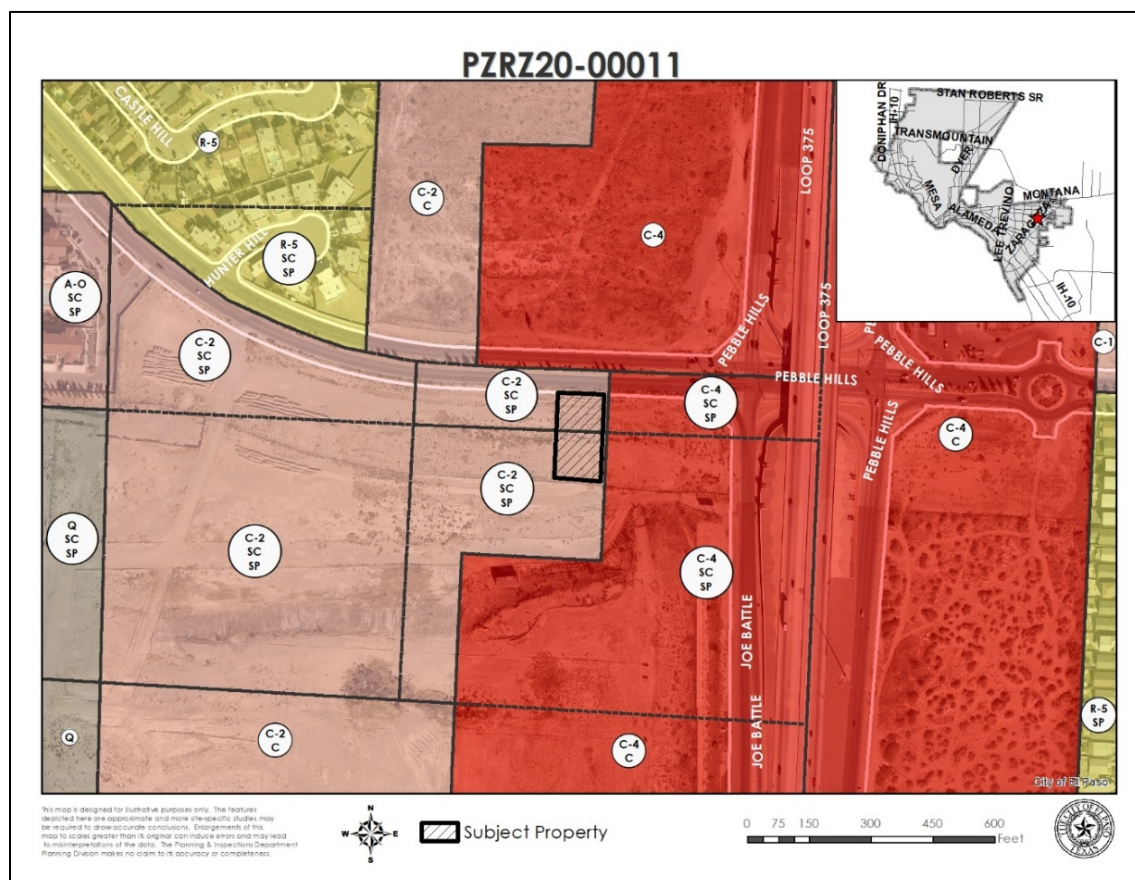 PZRZ20-00011
CASTLE HILL
R-5
C-2
C
C-4
LOOP 375
STAN ROBERTS SR
DONIPHAN DR
IH-10
TRANSMOUNTAIN
DYER
MESA
MONTANA
ALAMEDA
LEE TREVINO
IH-10
R-5
SC
SP
HUNTER HILL
A-O
SC
SP
C-2
SC
SP
PEBBLE HILLS
LOOP 375
PEBBLE HILLS
C-1
C-2
SC
SP
C-4
SC
SP
PEBBLE HILLS
C-4
C
PEBBLE HILLS
C-2
SC
SP
Q
SC
SP
C-2
SC
SP
C-4
SC
SP
JOE BATTLE
JOE BATTLE
R-5
SP
Q
C-2
C
C-4
C
City of El Paso
This map is designed for illustrative purposes only. The features
depicted here are approximate and more site-specific studies may
be required to draw accurate conclusions. Enlargements of this
map to scales greater than its original can induce errors and may lead
to misinterpretations of the data. The Planning & Inspections Department
Planning Division makes no claim to its accuracy or completeness.
N
W E
S
Subject Property
0 75 150 300 450 600
Feet